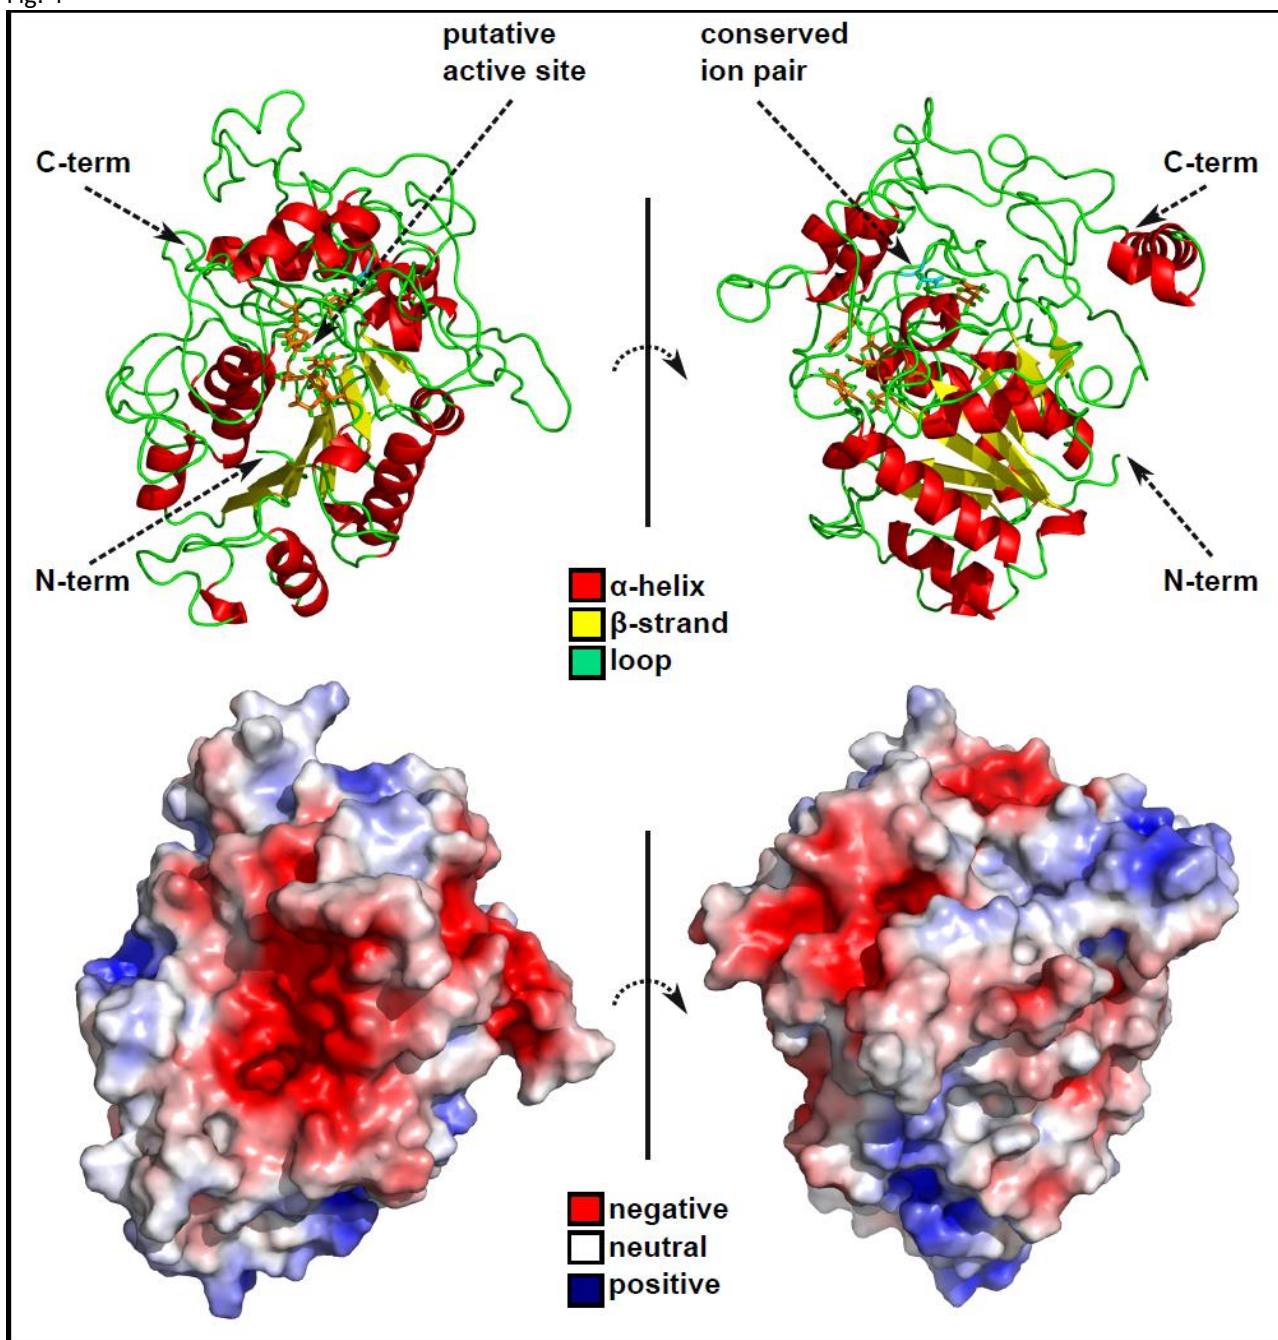 putative
active site
conserved
ion pair
C-term
C-term
N-term
N-term
α-helix
β-strand
loop
negative
neutral
positive